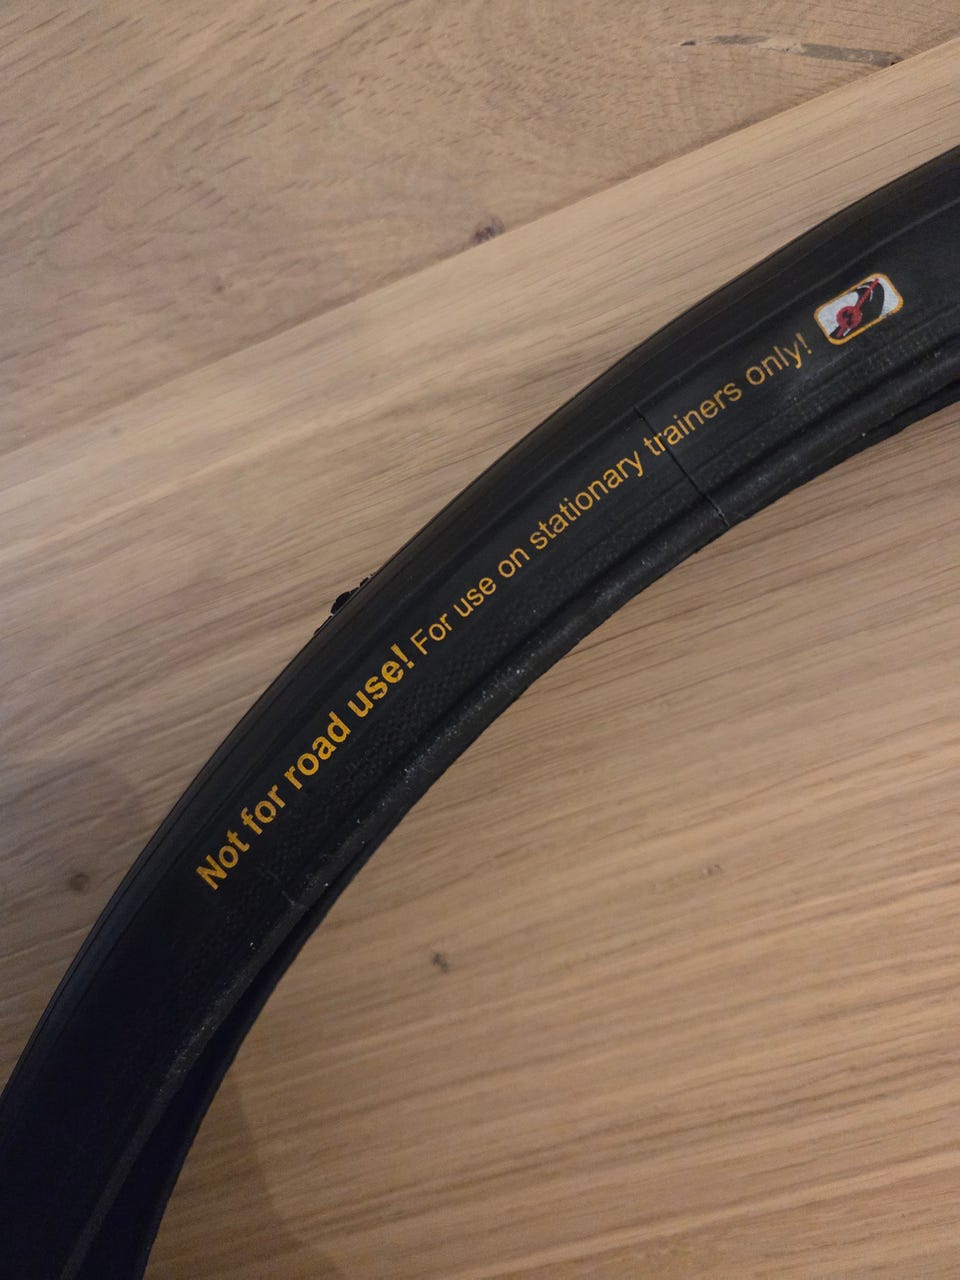 Not for road use! For use on stationary trainers only!